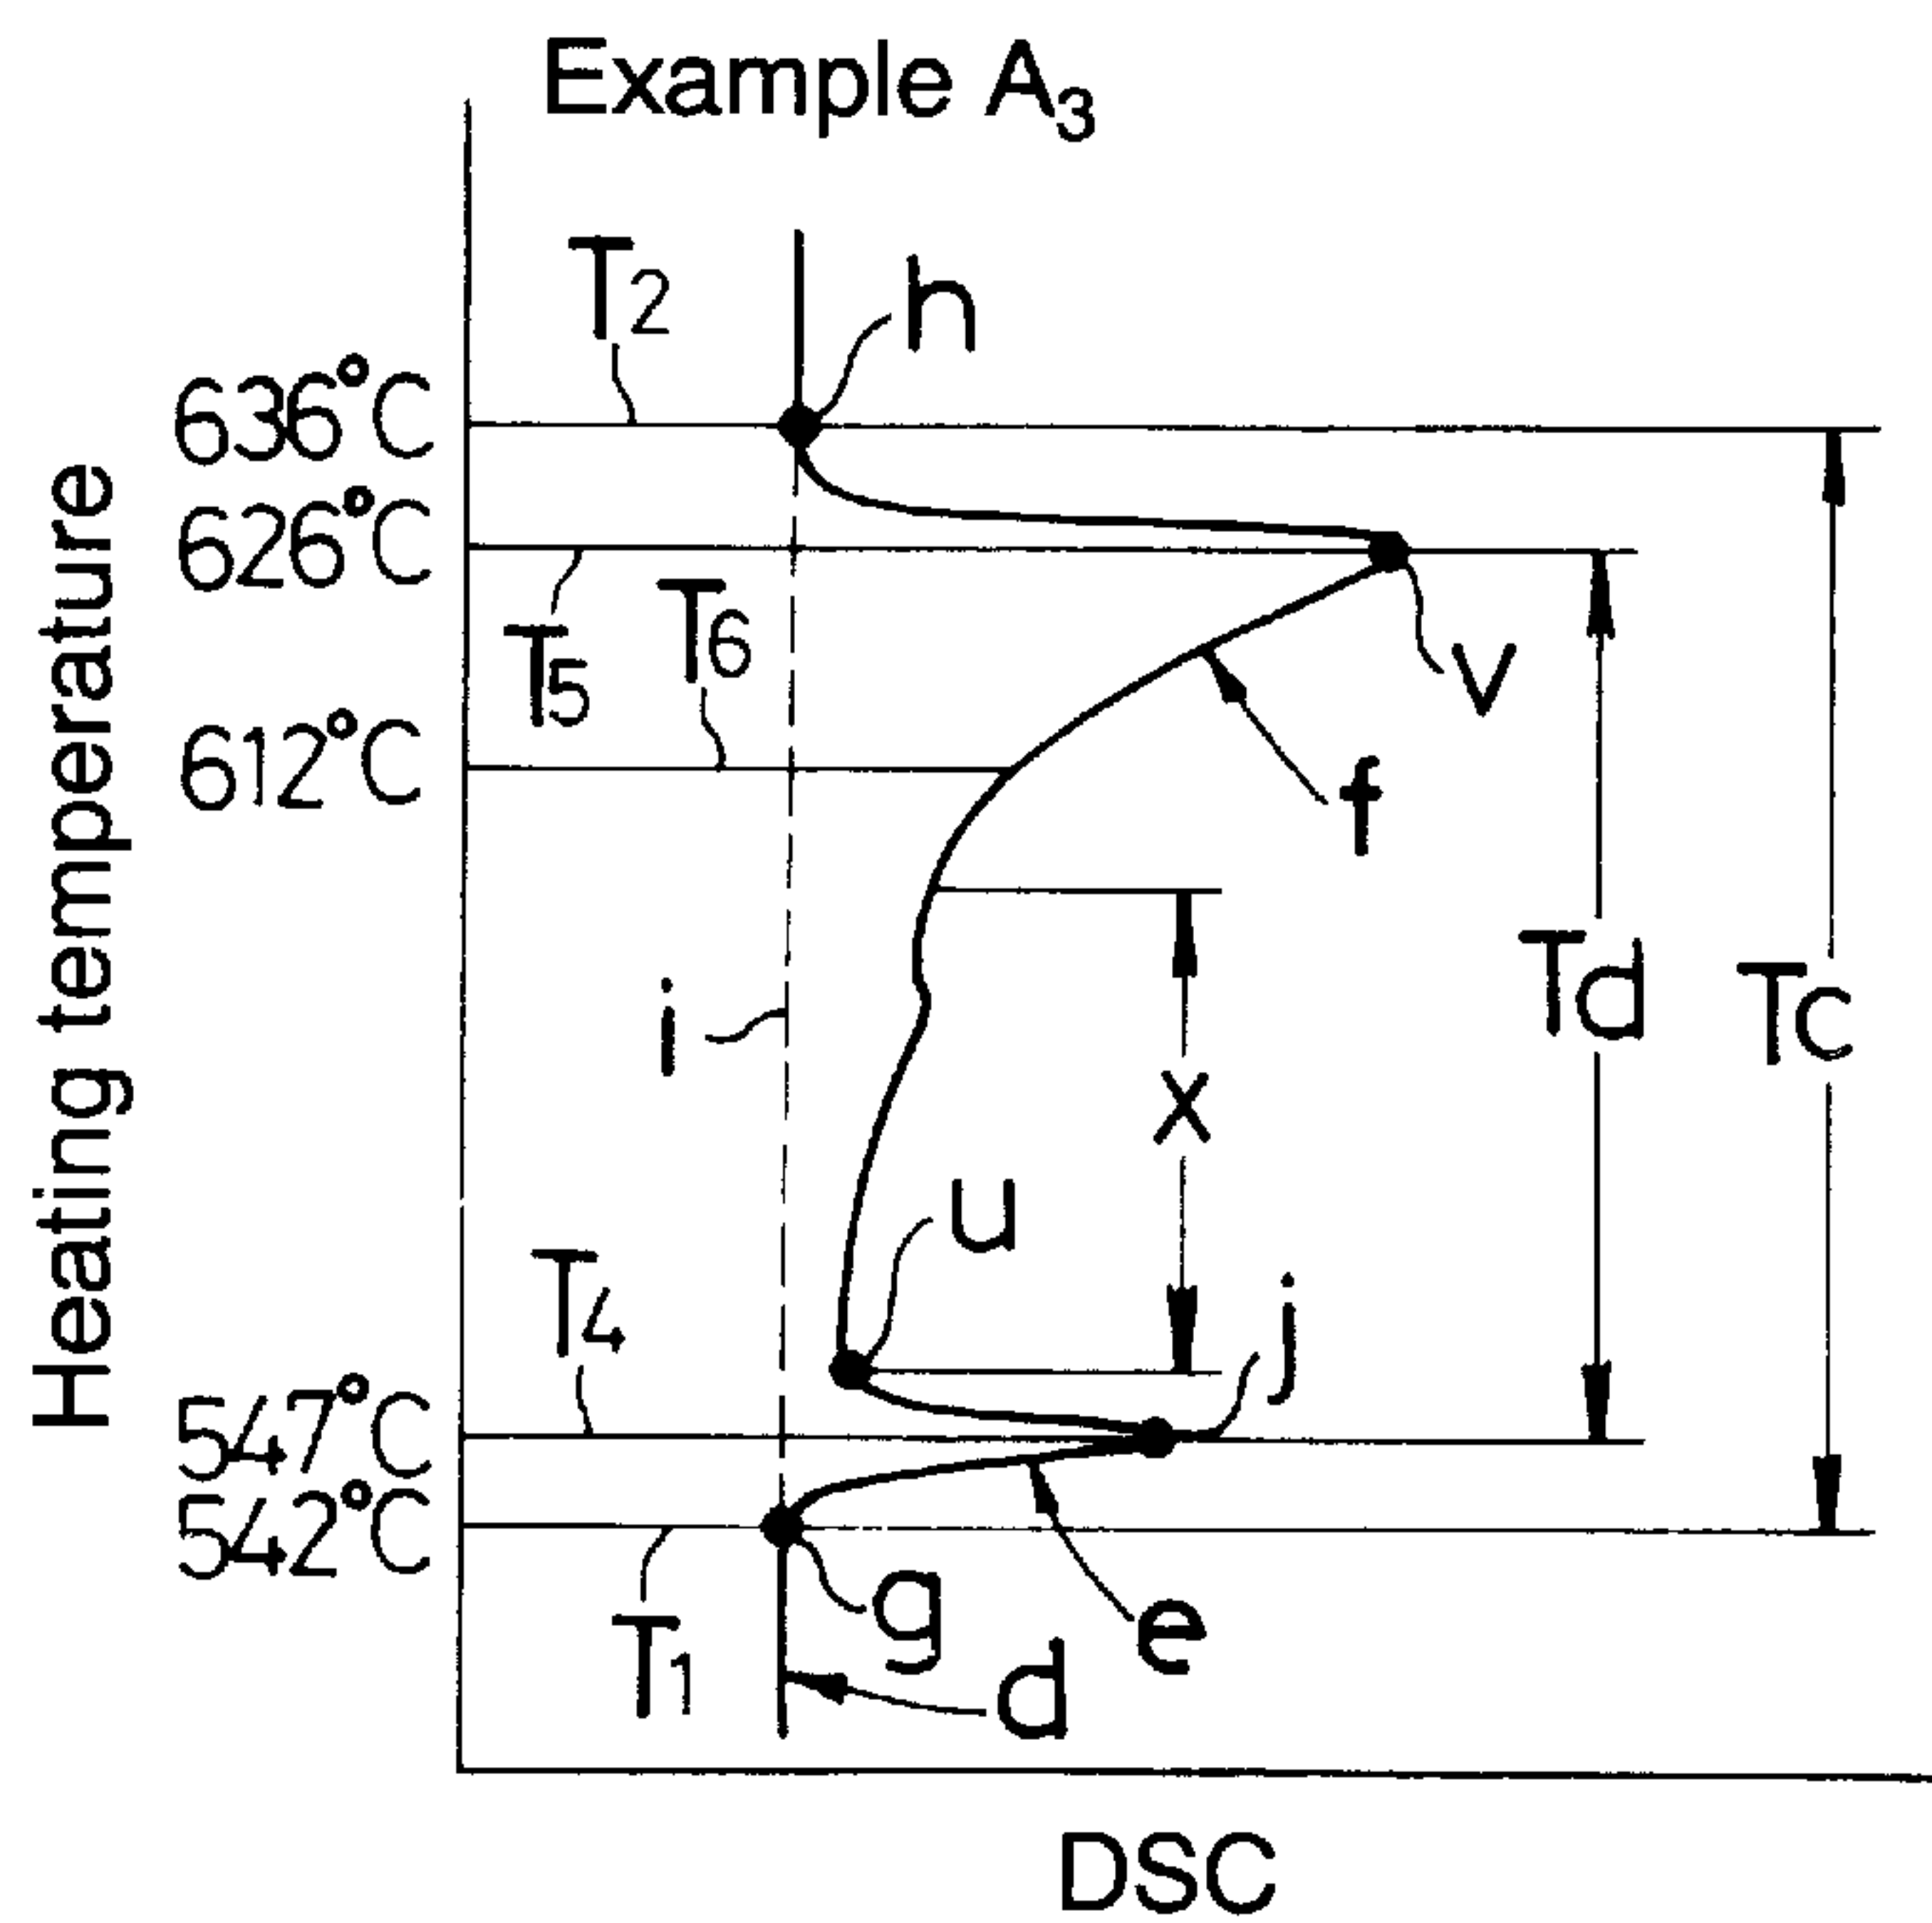 Example A3
T2
h
636°C
626°C
T5
T6
v
612°C
f
Heating temperature
i
Td
Tc
x
u
T4
j
547°C
542°C
g
e
T1
d
DSC